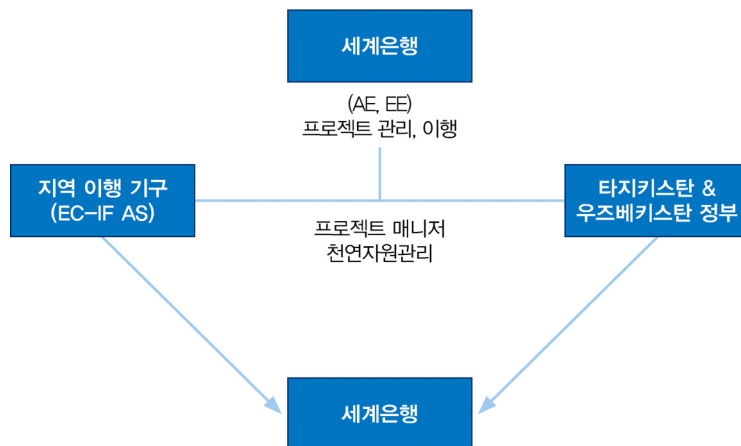 세계은행
(AE, EE)
프로젝트 관리, 이행
지역 이행 기구
(EC-IF AS)
타지키스탄 &
우즈베키스탄 정부
프로젝트 매니저
천연자원관리
세계은행